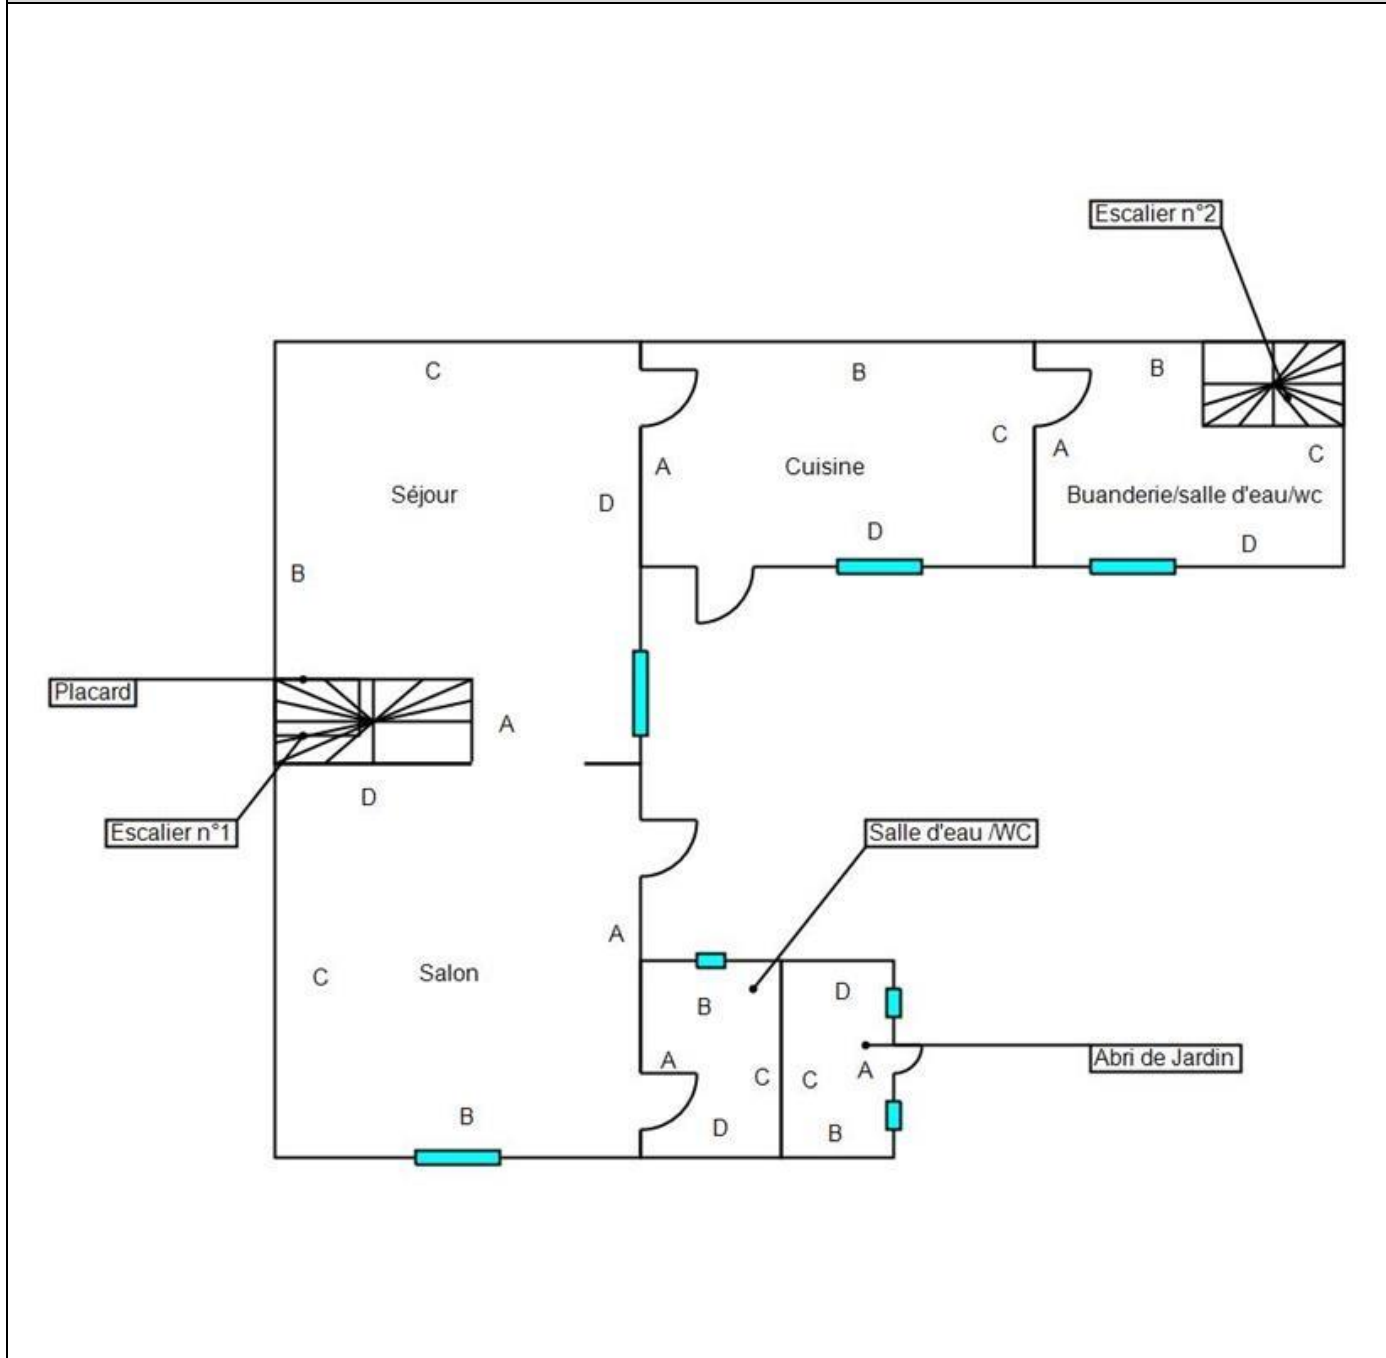 Escalier n°2
C
B
B
C
A
A
C
Cuisine
C
Séjour
D
Buanderie/salle d'eau/wc
D
D
B
Placard
A
D
Escalier n°1
Salle d'eau /WC
A
C
Salon
D
B
Abri de Jardin
A
A
C
C
B
D
B